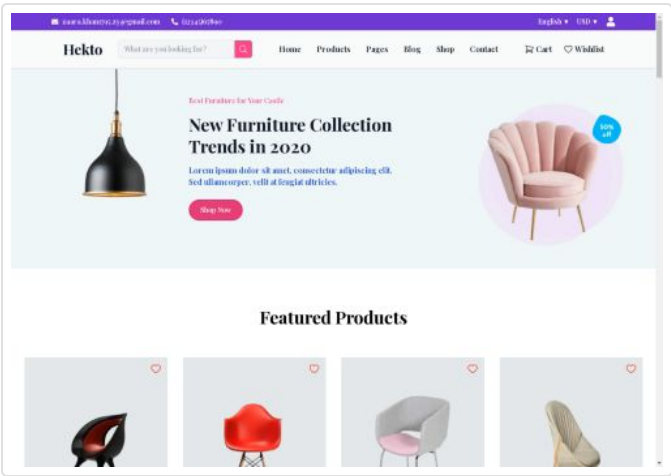 English
USD
Hekto
What are you looking for?
Home Products Pages Blog Shop Contact
Cart Wishlist
Best Furniture for Your Castle
New Furniture Collection
Trends in 2020
Lorem ipsum dolor sit amet, consectetur adipiscing elit.
Sed ullamcorper, velit at feugiat ultricies.
50%
off
Shop Now
Featured Products